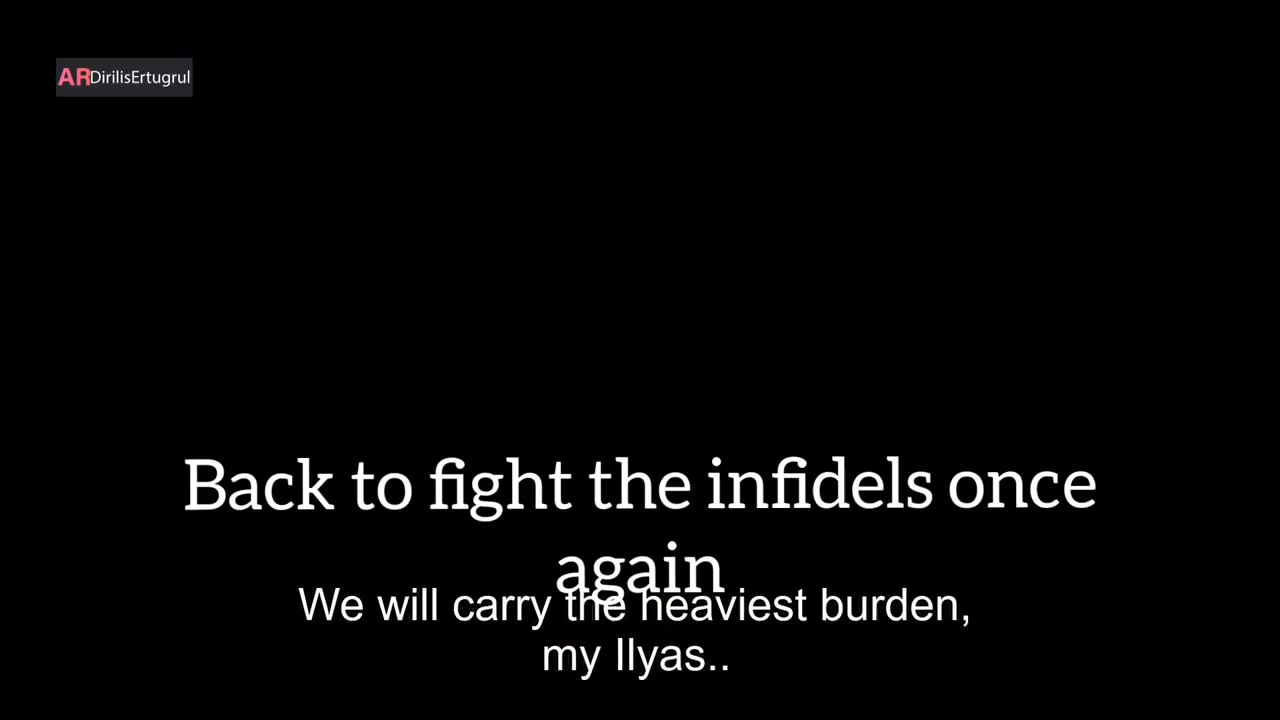 ARDirilisErtugrul
Back to fight the infidels once
again
We will carry the heaviest burden,
my Ilyas..